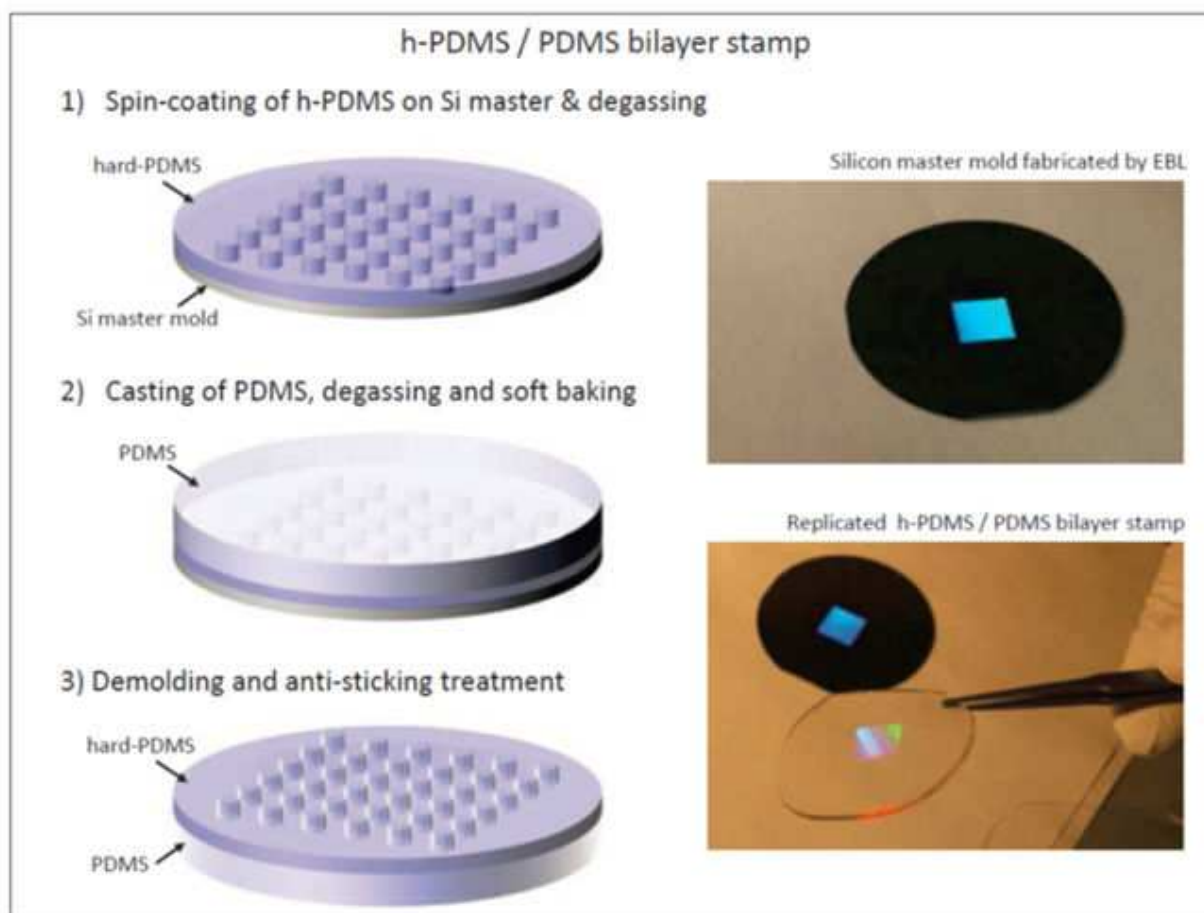 h-PDMS / PDMS bilayer stamp
1) Spin-coating of h-PDMS on Si master & degassing
hard-PDMS
Si master mold
2) Casting of PDMS, degassing and soft baking
PDMS
3) Demolding and anti-sticking treatment
hard-PDMS
PDMS
Silicon master mold fabricated by EBL
Replicated h-PDMS / PDMS bilayer stamp